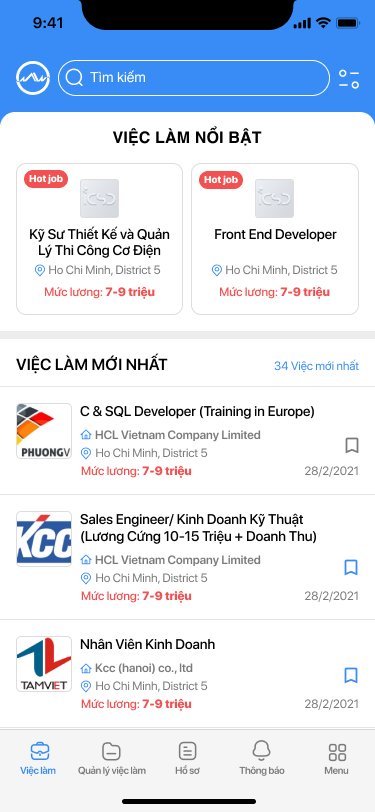 9:41
Tìm kiếm
VIỆC LÀM NỔI BẬT
Hot job
Kỹ Sư Thiết Kế và Quản
Lý Thi Công Cơ Điện
Ho Chi Minh, District 5
Mức lương: 7-9 triệu
Hot job
Front End Developer
Ho Chi Minh, District 5
Mức lương: 7-9 triệu
VIỆC LÀM MỚI NHẤT
34 Việc mới nhất
PHUONGV
C & SQL Developer (Training in Europe)
HCL Vietnam Company Limited
Ho Chi Minh, District 5
Mức lương: 7-9 triệu
28/2/2021
KCC
Sales Engineer/ Kinh Doanh Kỹ Thuật
(Lương Cứng 10-15 Triệu + Doanh Thu)
HCL Vietnam Company Limited
Ho Chi Minh, District 5
Mức lương: 7-9 triệu
28/2/2021
TAMVIET
Nhân Viên Kinh Doanh
Kcc (hanoi) co., ltd
Ho Chi Minh, District 5
Mức lương: 7-9 triệu
28/2/2021
Việc làm
Quản lý việc làm
Hồ sơ
Thông báo
Menu